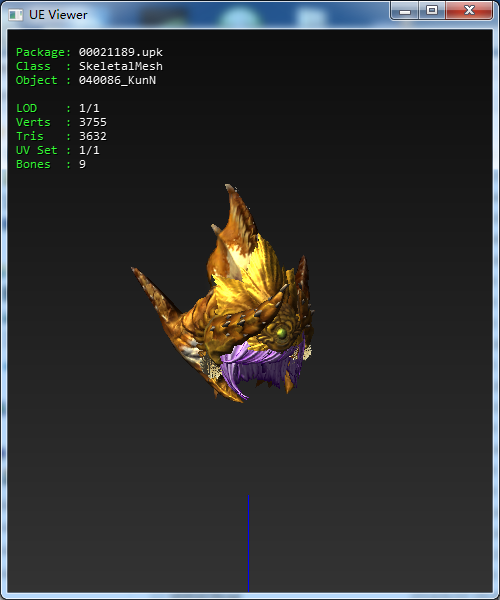 UE Viewer
Package: 00021189.upk
Class : SkeletalMesh
Object : 040086_KunN
LOD : 1/1
Verts : 3755
Tris : 3632
UV Set : 1/1
Bones : 9